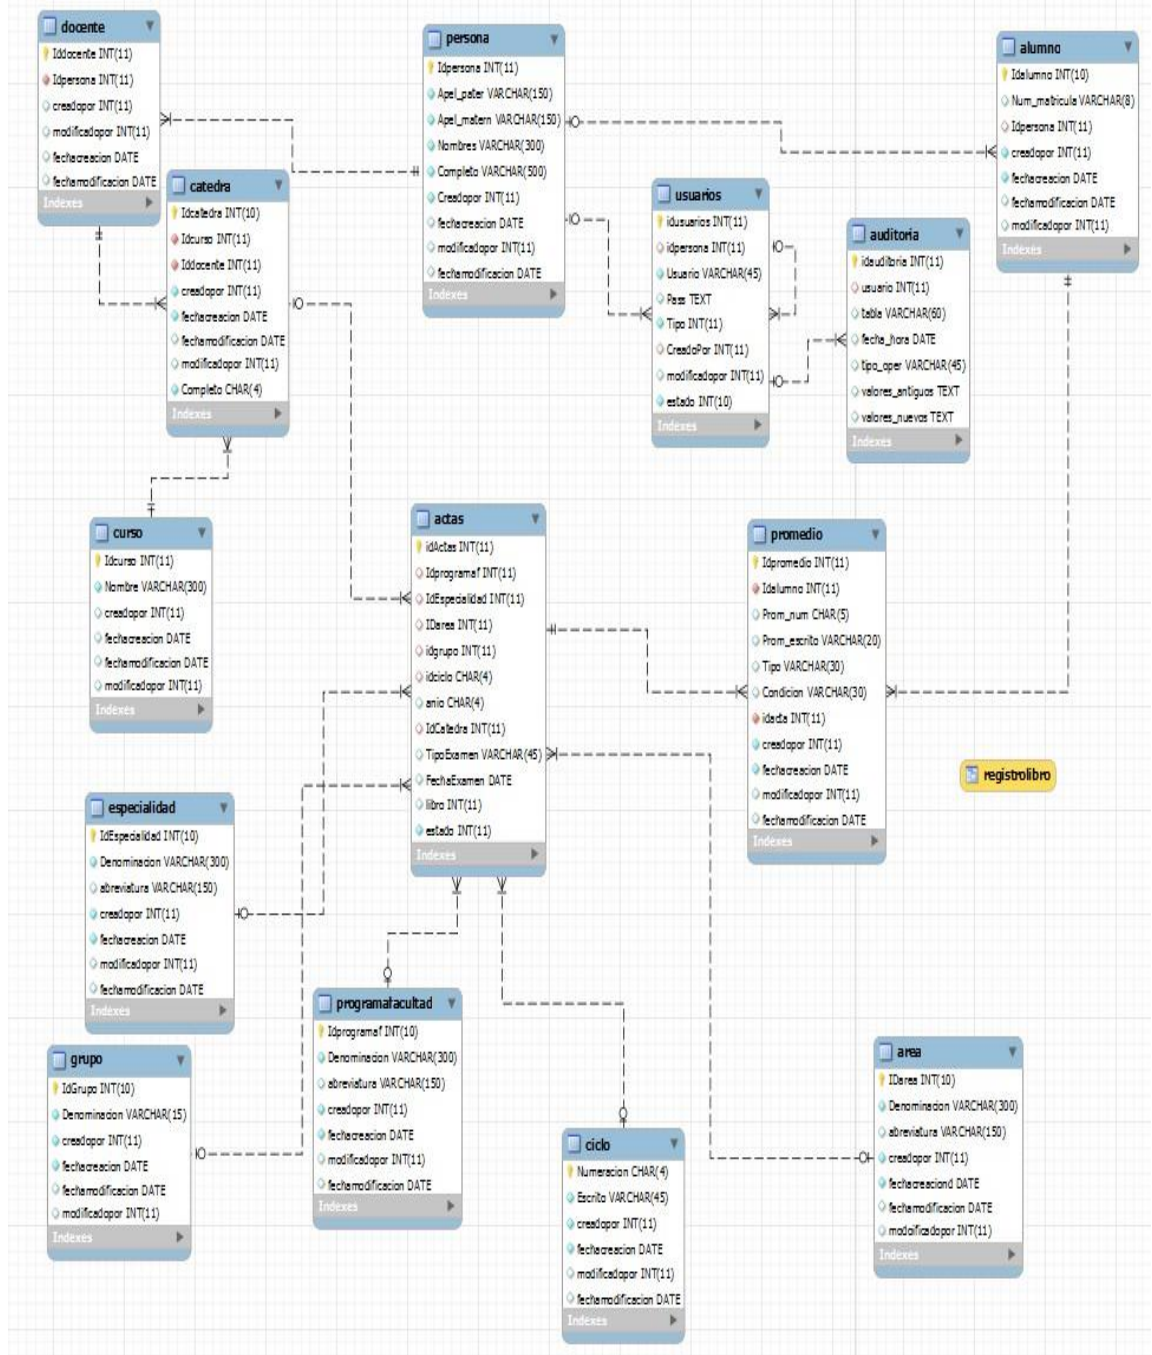 docente
Iddocente INT(11)
Idpersona INT(11)
creadopor INT(11)
modificadopor INT(11)
fechacreacion DATE
fechamodificacion DATE
Indexes
catedra
Idcatedra INT(10)
Idcurso INT(11)
Iddocente INT(11)
creadopor INT(11)
fechacreacion DATE
fechamodificacion DATE
modificadopor INT(11)
Completo CHAR(4)
Indexes
persona
Idpersona INT(11)
Apel_pater VARCHAR(150)
Apel_matern VARCHAR(150)
Nombres VARCHAR(300)
Completo VARCHAR(500)
Creadopor INT(11)
fechacreacion DATE
modificadopor INT(11)
fechamodificacion DATE
Indexes
usuarios
idusuarios INT(11)
idpersona INT(11)
Usuario VARCHAR(45)
Pass TEXT
Tipo INT(11)
CreadoPor INT(11)
modificadopor INT(11)
estado INT(10)
Indexes
auditoria
idauditoria INT(11)
usuario INT(11)
tabla VARCHAR(60)
fecha_hora DATE
tipo_oper VARCHAR(45)
valores_antiguos TEXT
valores_nuevos TEXT
Indexes
alumno
Idalumno INT(10)
Num_matricula VARCHAR(8)
Idpersona INT(11)
creadopor INT(11)
fechacreacion DATE
fechamodificacion DATE
modificadopor INT(11)
Indexes
curso
Idcurso INT(11)
Nombre VARCHAR(300)
creadopor INT(11)
fechacreacion DATE
fechamodificacion DATE
modificadopor INT(11)
Indexes
actas
idActas INT(11)
Idprogramaf INT(11)
IdEspecialidad INT(11)
IDarea INT(11)
idgrupo INT(11)
idciclo CHAR(4)
anio CHAR(4)
IdCatedra INT(11)
TipoExamen VARCHAR(45)
FechaExamen DATE
libro INT(11)
estado INT(11)
Indexes
promedio
Idpromedio INT(11)
Idalumno INT(11)
Prom_num CHAR(5)
Prom_escrito VARCHAR(20)
Tipo VARCHAR(30)
Condicion VARCHAR(30)
idacta INT(11)
creadopor INT(11)
fechacreacion DATE
modificadopor INT(11)
fechamodificacion DATE
Indexes
registrolibro
especialidad
IdEspecialidad INT(10)
Denominacion VARCHAR(300)
abreviatura VARCHAR(150)
creadopor INT(11)
fechacreacion DATE
modificadopor INT(11)
fechamodificacion DATE
Indexes
grupo
IdGrupo INT(10)
Denominacion VARCHAR(15)
creadopor INT(11)
fechacreacion DATE
fechamodificacion DATE
modificadopor INT(11)
Indexes
programafacultad
Idprogramaf INT(10)
Denominacion VARCHAR(300)
abreviatura VARCHAR(150)
creadopor INT(11)
fechacreacion DATE
modificadopor INT(11)
fechamodificacion DATE
Indexes
ciclo
Numeracion CHAR(4)
Escrito VARCHAR(45)
creadopor INT(11)
fechacreacion DATE
modificadopor INT(11)
fechamodificacion DATE
Indexes
area
IDarea INT(10)
Denominacion VARCHAR(300)
abreviatura VARCHAR(150)
creadopor INT(11)
fechacreaciond DATE
fechamodificacion DATE
modoificadopor INT(11)
Indexes